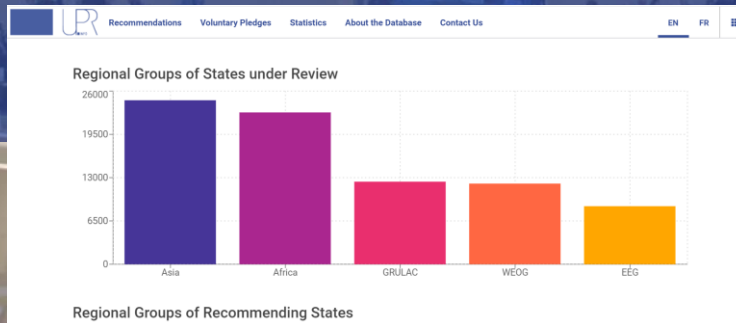 UPR Recommendations Voluntary Pledges Statistics About the Database Contact Us EN FR
Regional Groups of States under Review
26000
19500
13000
6500
0
Asia Africa GRULAC WEOG EEG
Regional Groups of Recommending States